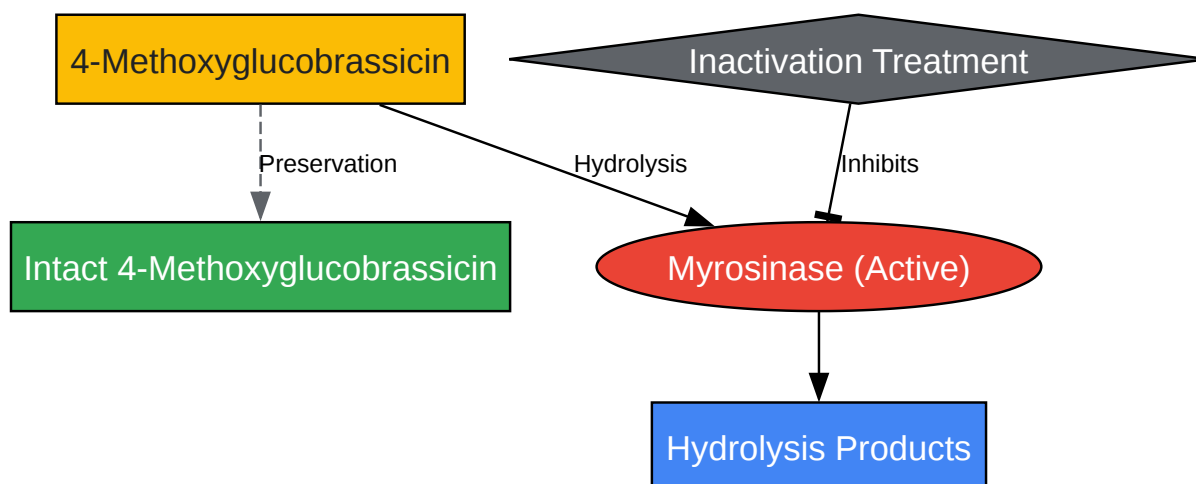 4-Methoxyglucobrassicin
Inactivation Treatment
Preservation
Hydrolysis
Inhibits
Intact 4-Methoxyglucobrassicin
Myrosinase (Active)
Hydrolysis Products